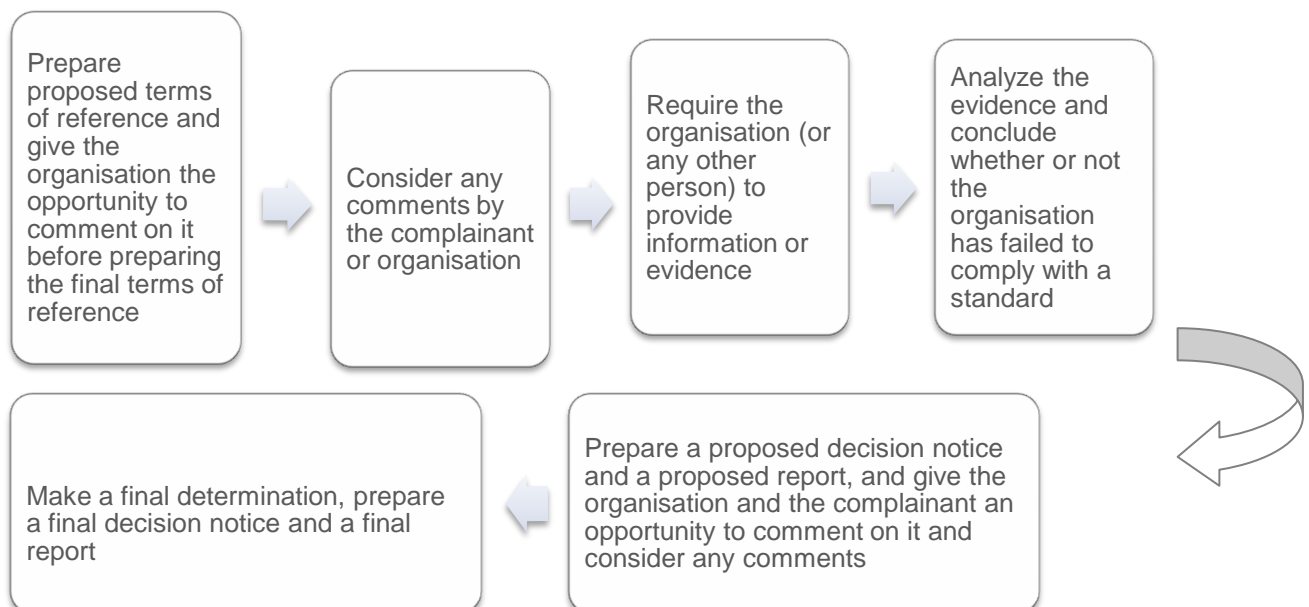 Prepare
proposed terms
of reference and
give the
organisation the
opportunity to
comment on it
before preparing
the final terms of
reference
Consider any
comments by
the complainant
or organisation
Require the
organisation (or
any other
person) to
provide
information or
evidence
Analyze the
evidence and
conclude
whether or not
the
organisation
has failed to
comply with a
standard
Prepare a proposed decision notice
and a proposed report, and give the
organisation and the complainant an
opportunity to comment on it and
consider any comments
Make a final determination, prepare
a final decision notice and a final
report